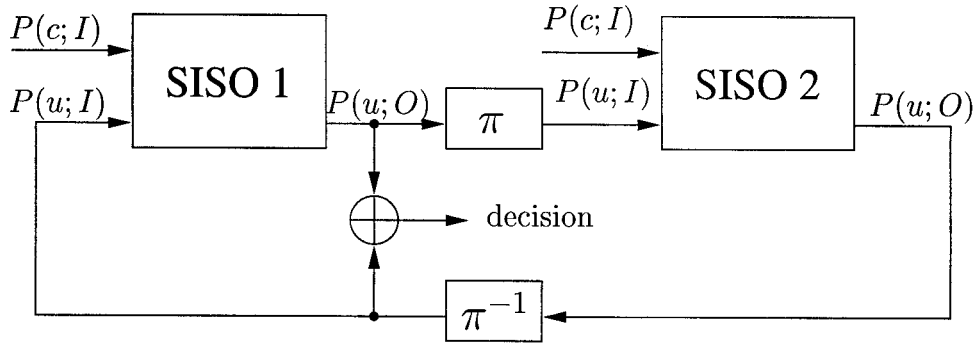 P(c; I)
SISO 1
P(u; I)
P(u; O)
π
P(c; I)
SISO 2
P(u; I)
P(u; O)
decision
π⁻¹